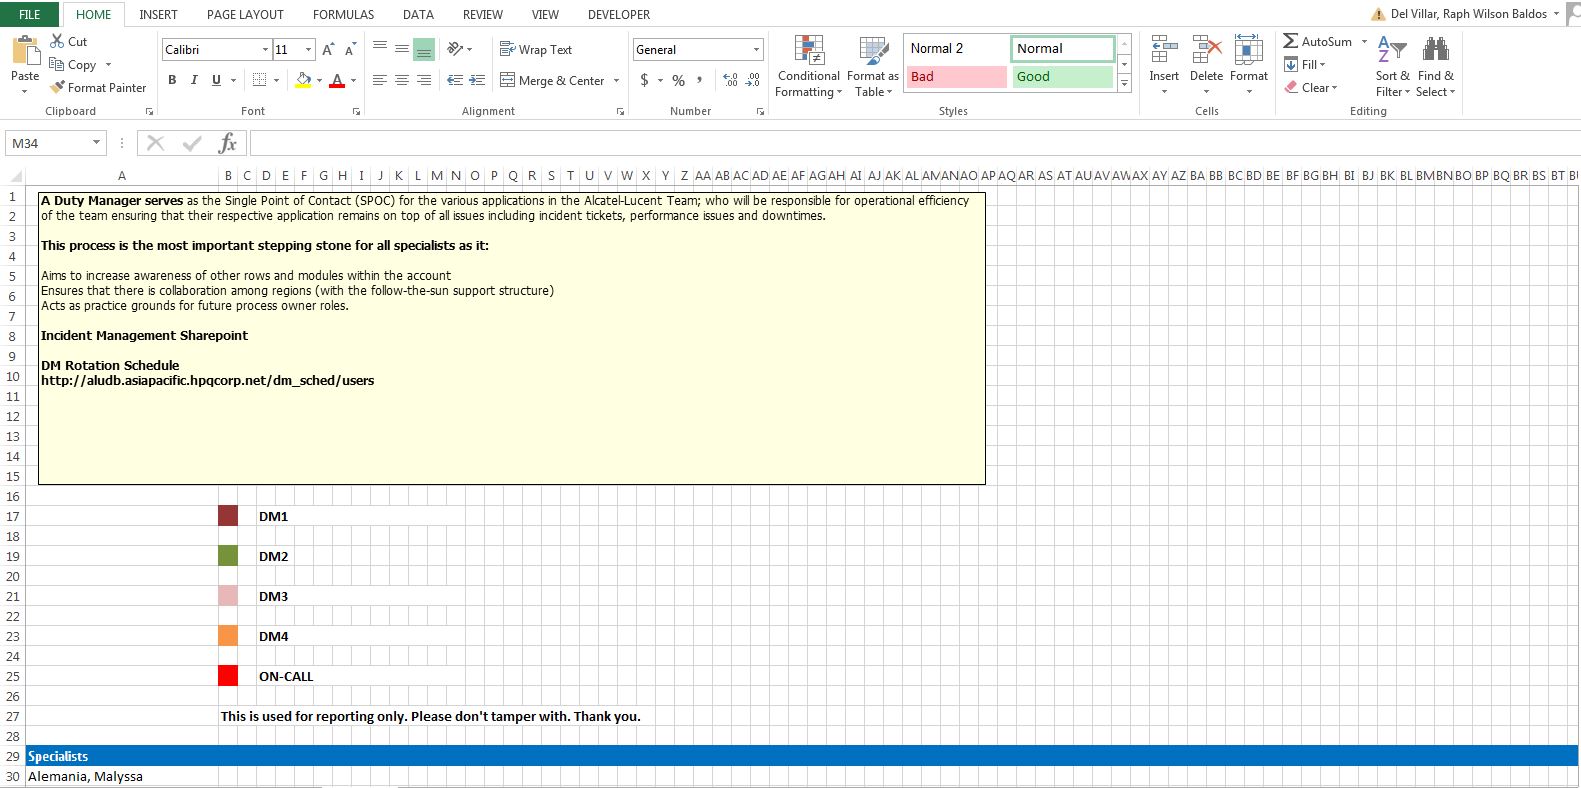 FILE HOME INSERT PAGE LAYOUT FORMULAS DATA REVIEW VIEW DEVELOPER Del Villar, Raph Wilson Baldos
Cut
Copy
Format Painter
Paste
Clipboard
Calibri 11
A A
B I U A
Font
Wrap Text
Merge & Center
Alignment
General
$ % ,
.0 .00
.00 .0
Number
Conditional Formatting
Format as Table
Normal 2 Normal
Bad Good
Styles
Insert Delete Format
Cells
AutoSum
Fill
Clear
Sort & Filter
Find & Select
Editing
M34 fx
A B C D E F G H I J K L M N O P Q R S T U V W X Y Z AA AB AC AD AE AF AG AH AI AJ AK AL AM AN AO AP AQ AR AS AT AU AV AW AX AY AZ BA BB BC BD BE BF BG BH BI BJ BK BL BM BN BO BP BQ BR BS BT
1
2
3
4
5
6
7
8
9
10
11
12
13
14
15
A Duty Manager serves as the Single Point of Contact (SPOC) for the various applications in the Alcatel-Lucent Team; who will be responsible for operational efficiency
of the team ensuring that their respective application remains on top of all issues including incident tickets, performance issues and downtimes.
This process is the most important stepping stone for all specialists as it:
Aims to increase awareness of other rows and modules within the account
Ensures that there is collaboration among regions (with the follow-the-sun support structure)
Acts as practice grounds for future process owner roles.
Incident Management Sharepoint
DM Rotation Schedule
http://aludb.asiapacific.hpqcorp.net/dm_sched/users
16
17 DM1
18
19 DM2
20
21 DM3
22
23 DM4
24
25 ON-CALL
26
27 This is used for reporting only. Please don't tamper with. Thank you.
28
29 Specialists
30 Alemania, Malyssa